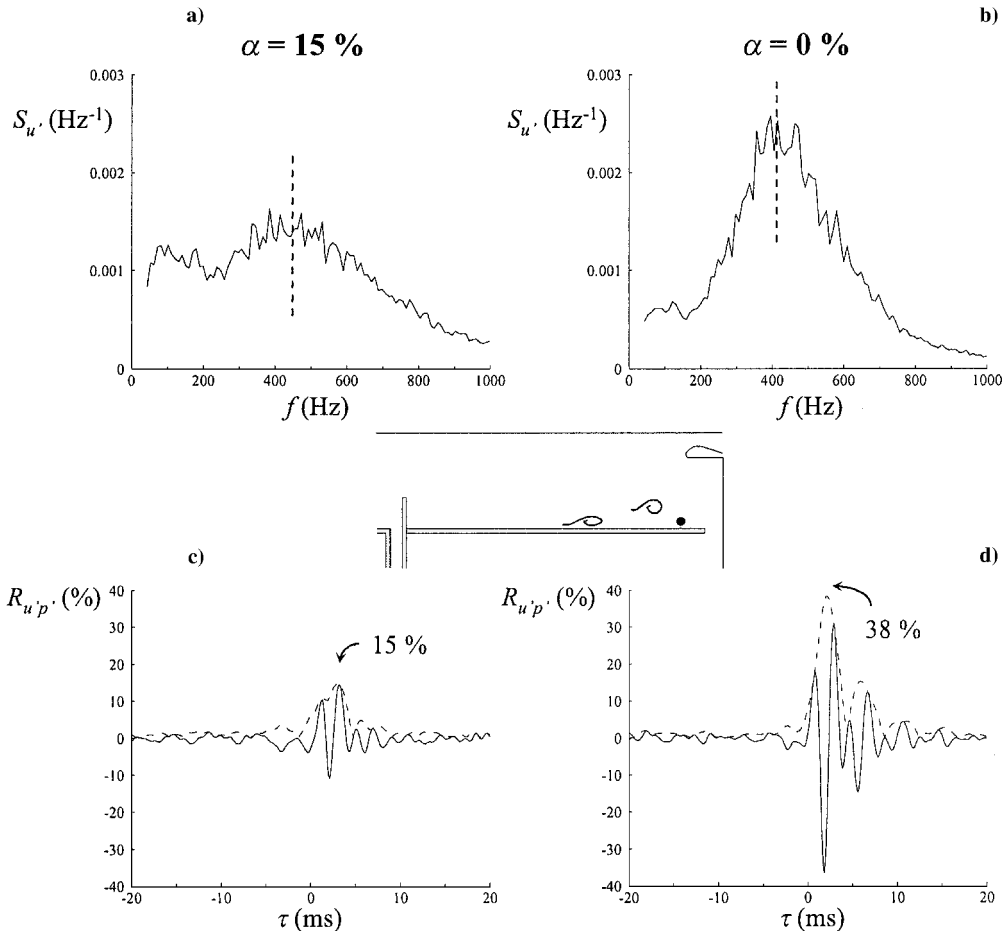 a)
α = 15 %
0.003
S_u' (Hz⁻¹)
0.002
0.001
0
0 200 400 600 800 1000
f (Hz)
b)
α = 0 %
0.003
S_u' (Hz⁻¹)
0.002
0.001
0
0 200 400 600 800 1000
f (Hz)
c)
R_u'p' (%)
40
30
20
10
0
-10
-20
-30
-40
15 %
-20 -10 0 10 20
τ (ms)
d)
R_u'p' (%)
40
30
20
10
0
-10
-20
-30
-40
38 %
-20 -10 0 10 20
τ (ms)